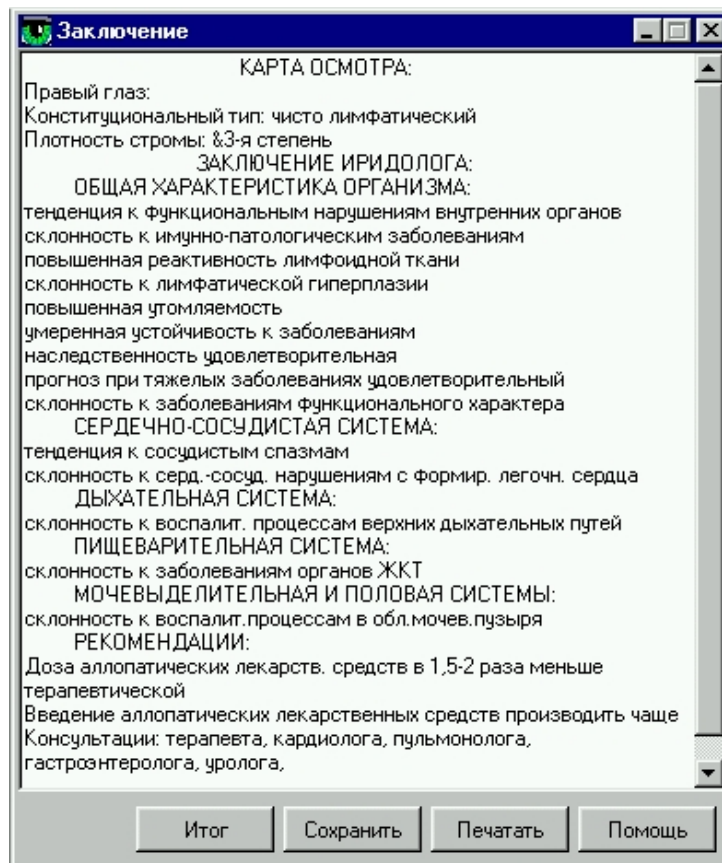 Заключение
КАРТА ОСМОТРА:
Правый глаз:
Конституциональный тип: чисто лимфатический
Плотность стромы: &3-я степень
ЗАКЛЮЧЕНИЕ ИРИДОЛОГА:
ОБЩАЯ ХАРАКТЕРИСТИКА ОРГАНИЗМА:
тенденция к функциональным нарушениям внутренних органов
склонность к имунно-патологическим заболеваниям
повышенная реактивность лимфоидной ткани
склонность к лимфатической гиперплазии
повышенная утомляемость
умеренная устойчивость к заболеваниям
наследственность удовлетворительная
прогноз при тяжелых заболеваниях удовлетворительный
склонность к заболеваниям функционального характера
СЕРДЕЧНО-СОСУДИСТАЯ СИСТЕМА:
тенденция к сосудистым спазмам
склонность к серд.-сосуд. нарушениям с формир. легочн. сердца
ДЫХАТЕЛЬНАЯ СИСТЕМА:
склонность к воспалит. процессам верхних дыхательных путей
ПИЩЕВАРИТЕЛЬНАЯ СИСТЕМА:
склонность к заболеваниям органов ЖКТ
МОЧЕВЫДЕЛИТЕЛЬНАЯ И ПОЛОВАЯ СИСТЕМЫ:
склонность к воспалит.процессам в обл.мочев.пузыря
РЕКОМЕНДАЦИИ:
Доза аллопатических лекарств. средств в 1,5-2 раза меньше
терапевтической
Введение аллопатических лекарственных средств производить чаще
Консультации: терапевта, кардиолога, пульмонолога,
гастроэнтеролога, уролога,
Итог Сохранить Печатать Помощь